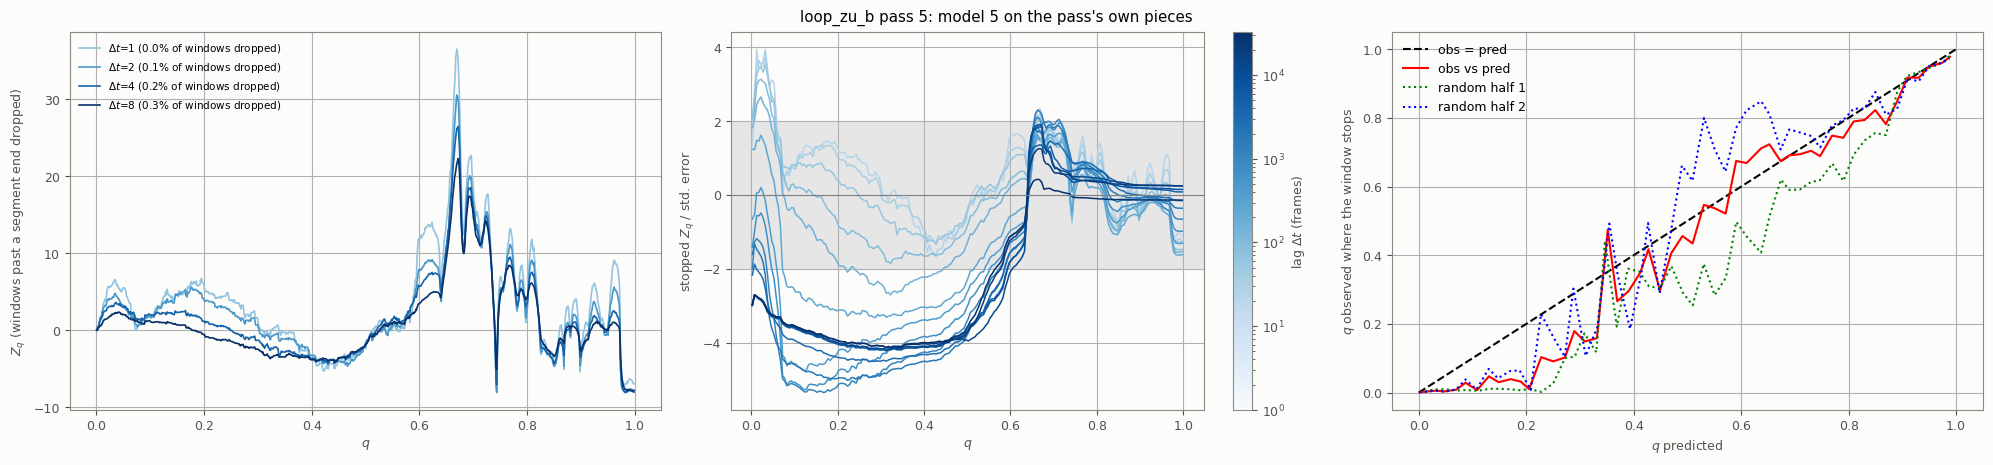 loop_zu_b pass 5: model 5 on the pass's own pieces
Δt=1 (0.0% of windows dropped)
Δt=2 (0.1% of windows dropped)
Δt=4 (0.2% of windows dropped)
Δt=8 (0.3% of windows dropped)
Z_q (windows past a segment end dropped)
30
20
10
0
−10
0.0 0.2 0.4 0.6 0.8 1.0
q
stopped Z_q / std. error
4
2
0
−2
−4
0.0 0.2 0.4 0.6 0.8 1.0
q
10^4
10^3
10^2
10^1
10^0
lag Δt (frames)
obs = pred
obs vs pred
random half 1
random half 2
q observed where the window stops
1.0
0.8
0.6
0.4
0.2
0.0
0.0 0.2 0.4 0.6 0.8 1.0
q predicted